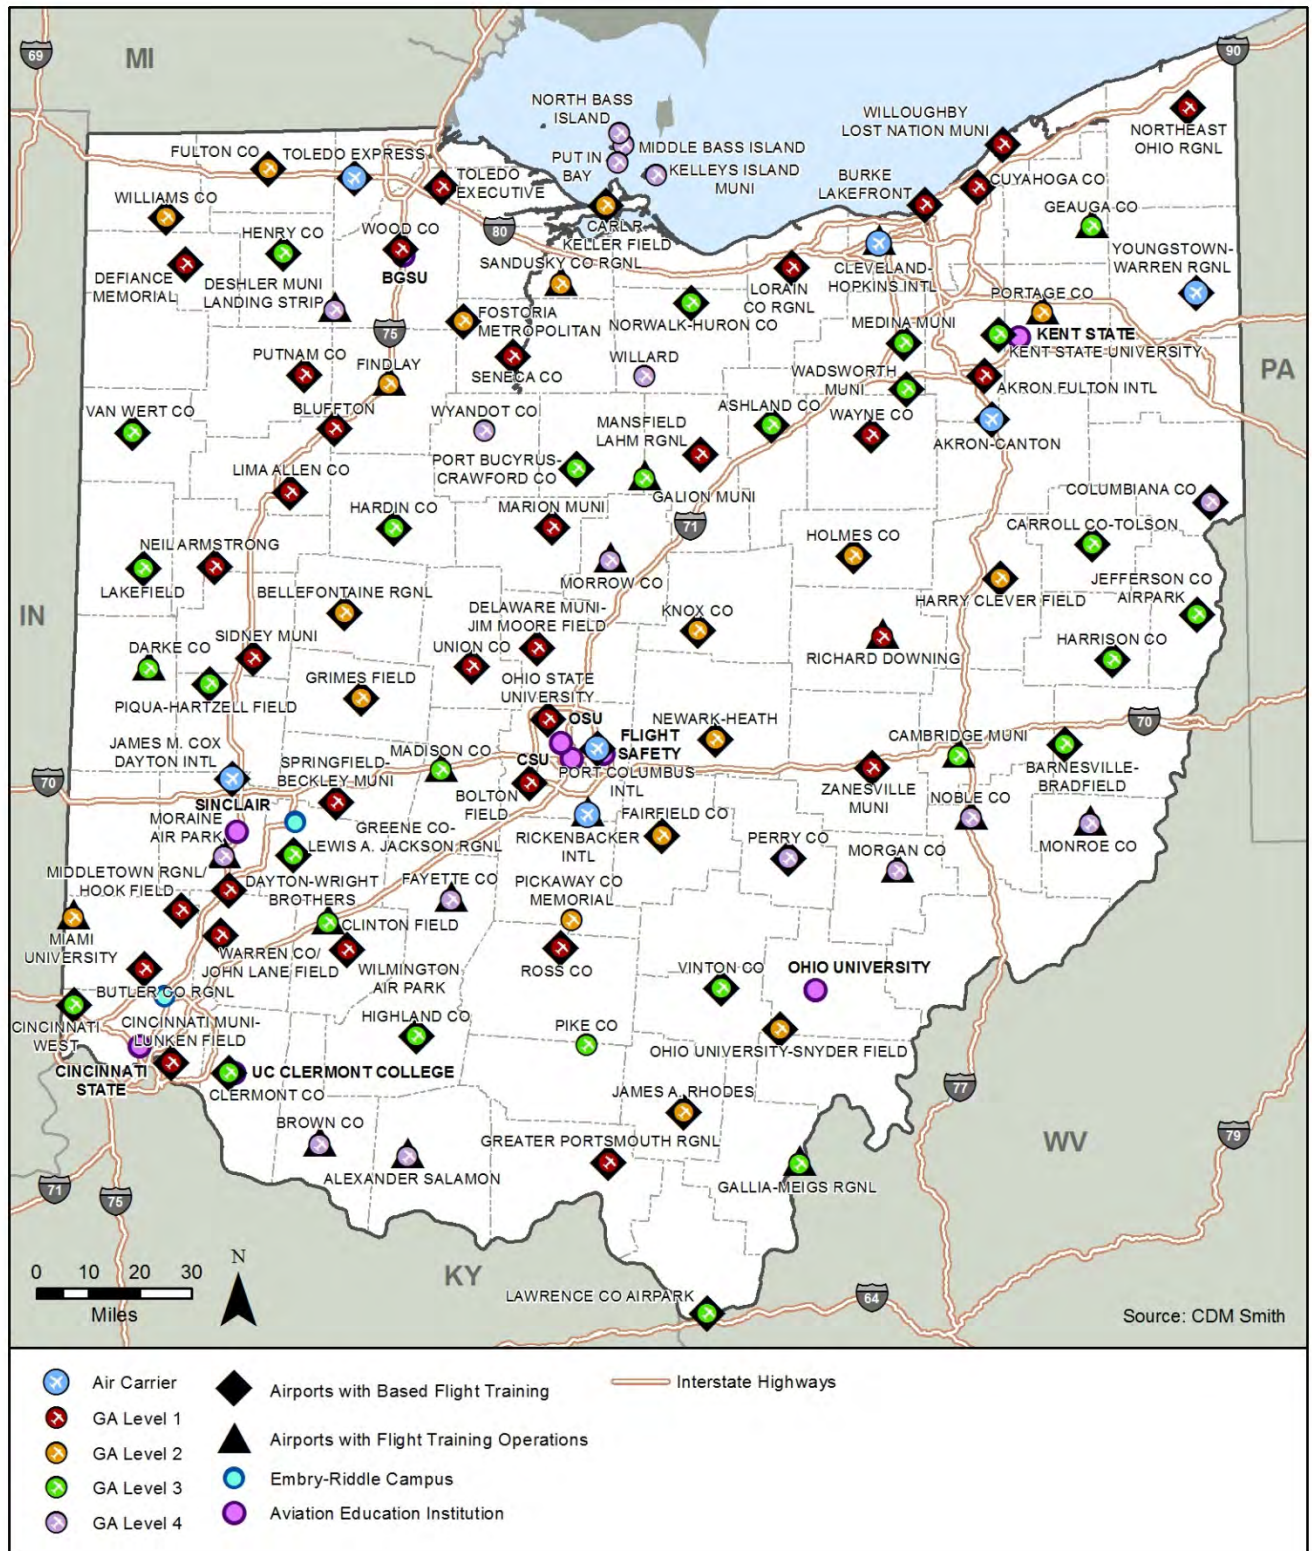 69
MI
90
NORTH BASS
ISLAND
WILLOUGHBY
LOST NATION MUNI
NORTHEAST
OHIO RGNL
MIDDLE BASS ISLAND
PUT IN
BAY
KELLEYS ISLAND
MUNI
FULTON CO
TOLEDO EXPRESS
TOLEDO
EXECUTIVE
BURKE
LAKEFRONT
CUYAHOGA CO
WILLIAMS CO
GEAUGA CO
80
CARL R
KELLER FIELD
HENRY CO
WOOD CO
YOUNGSTOWN-
WARREN RGNL
SANDUSKY CO RGNL
CLEVELAND-
HOPKINS INTL
DEFIANCE
MEMORIAL
BGSU
DESHLER MUNI
LANDING STRIP
LORAIN
CO RGNL
PORTAGE CO
FOSTORIA
METROPOLITAN
NORWALK-HURON CO
MEDINA MUNI
75
KENT STATE
KENT STATE UNIVERSITY
PUTNAM CO
FINDLAY
SENECA CO
WILLARD
WADSWORTH
MUNI
PA
AKRON FULTON INTL
VAN WERT CO
BLUFFTON
WYANDOT CO
MANSFIELD
LAHM RGNL
ASHLAND CO
WAYNE CO
AKRON-CANTON
LIMA ALLEN CO
PORT BUCYRUS-
CRAWFORD CO
GALION MUNI
COLUMBIANA CO
HARDIN CO
MARION MUNI
71
CARROLL CO-TOLSON
HOLMES CO
NEIL ARMSTRONG
LAKEFIELD
MORROW CO
JEFFERSON CO
AIRPARK
BELLEFONTAINE RGNL
HARRY CLEVER FIELD
IN
DELAWARE MUNI-
JIM MOORE FIELD
KNOX CO
SIDNEY MUNI
DARKE CO
UNION CO
RICHARD DOWNING
HARRISON CO
GRIMES FIELD
OHIO STATE
UNIVERSITY
PIQUA-HARTZELL FIELD
OSU
NEWARK-HEATH
70
FLIGHT
SAFETY
CAMBRIDGE MUNI
JAMES M. COX
DAYTON INTL
MADISON CO
CSU
SPRINGFIELD-
BECKLEY MUNI
PORT COLUMBUS
INTL
BARNESVILLE-
BRADFIELD
70
BOLTON
FIELD
ZANESVILLE
MUNI
SINCLAIR
NOBLE CO
MORAINE
AIR PARK
GREENE CO-
LEWIS A. JACKSON RGNL
RICKENBACKER
INTL
FAIRFIELD CO
PERRY CO
MORGAN CO
MONROE CO
MIDDLETOWN RGNL/
HOOK FIELD
DAYTON-WRIGHT
BROTHERS
FAYETTE CO
PICKAWAY CO
MEMORIAL
CLINTON FIELD
MIAMI
UNIVERSITY
WARREN CO/
JOHN LANE FIELD
WILMINGTON
AIR PARK
ROSS CO
VINTON CO
OHIO UNIVERSITY
BUTLER CO RGNL
CINCINNATI
WEST
CINCINNATI MUNI-
LUNKEN FIELD
HIGHLAND CO
PIKE CO
OHIO UNIVERSITY-SNYDER FIELD
CINCINNATI
STATE
UC CLERMONT COLLEGE
CLERMONT CO
77
JAMES A. RHODES
BROWN CO
GREATER PORTSMOUTH RGNL
WV
79
ALEXANDER SALAMON
GALLIA-MEIGS RGNL
71
75
N
0 10 20 30
Miles
KY
LAWRENCE CO AIRPARK
64
Source: CDM Smith
Air Carrier
GA Level 1
GA Level 2
GA Level 3
GA Level 4
Airports with Based Flight Training
Airports with Flight Training Operations
Embry-Riddle Campus
Aviation Education Institution
Interstate Highways